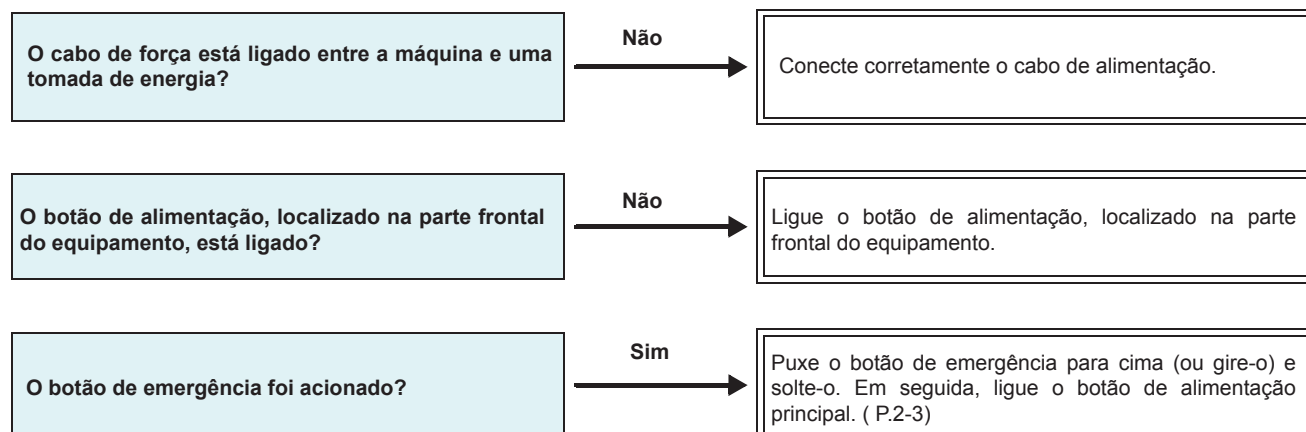 O cabo de força está ligado entre a máquina e uma
tomada de energia?
Não
Conecte corretamente o cabo de alimentação.
O botão de alimentação, localizado na parte frontal
do equipamento, está ligado?
Não
Ligue o botão de alimentação, localizado na parte
frontal do equipamento.
O botão de emergência foi acionado?
Sim
Puxe o botão de emergência para cima (ou gire-o) e
solte-o. Em seguida, ligue o botão de alimentação
principal. ( P.2-3)